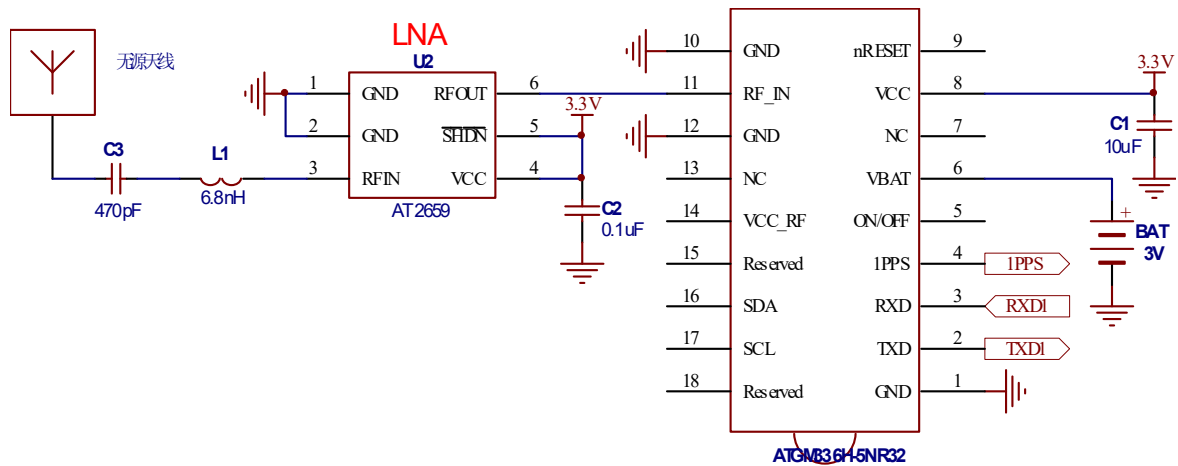 无源天线
C3
470pF
L1
6.8nH
LNA
U2
1 GND RFOUT 6
2 GND SHDN 5
3 RFIN VCC 4
AT2659
3.3V
C2
0.1uF
10 GND nRESET 9
11 RF_IN VCC 8
12 GND NC 7
13 NC VBAT 6
14 VCC_RF ON/OFF 5
15 Reserved 1PPS 4 1PPS
16 SDA RXD 3 RXD1
17 SCL TXD 2 TXD1
18 Reserved GND 1
ATGM336H-5NR32
3.3V
C1
10uF
+
BAT
3V